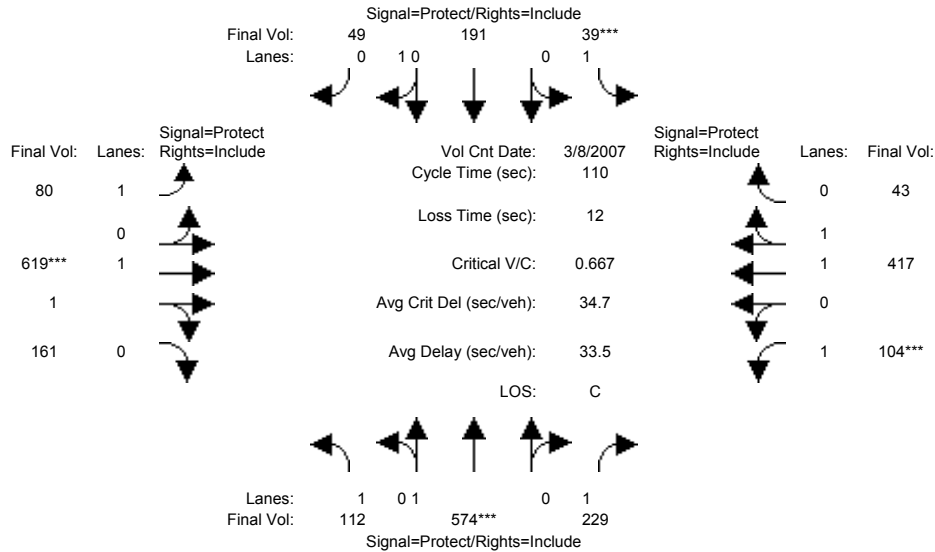 Signal=Protect/Rights=Include
Final Vol: 49 191 39***
Lanes: 0 1 0 0 1
Signal=Protect
Final Vol: Lanes: Rights=Include
Vol Cnt Date: 3/8/2007
Signal=Protect
Rights=Include Lanes: Final Vol:
Cycle Time (sec): 110
80 1
0 43
Loss Time (sec): 12
0
1
619*** 1
Critical V/C: 0.667
1 417
1
Avg Crit Del (sec/veh): 34.7
0
161 0
Avg Delay (sec/veh): 33.5
1 104***
LOS: C
Lanes: 1 0 1 0 1
Final Vol: 112 574*** 229
Signal=Protect/Rights=Include